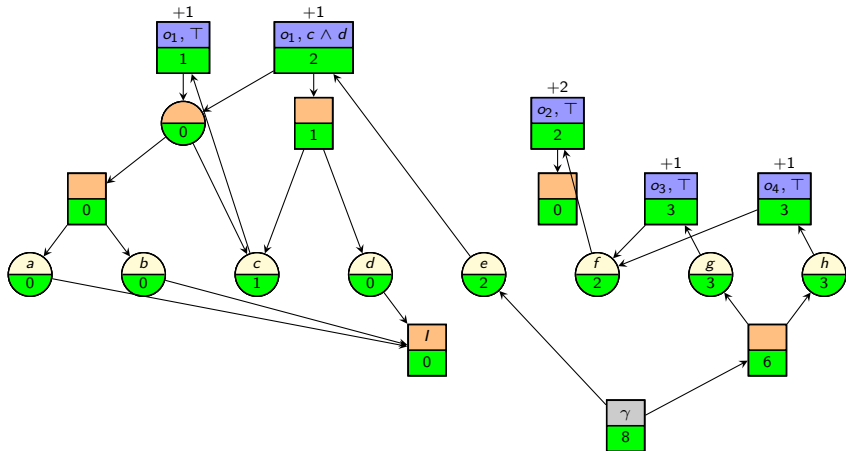 +1 +1
o₁, ⊤ o₁, c ∧ d
1 2
+2
o₂, ⊤
0 1 2
+1 +1
o₃, ⊤ o₄, ⊤
0 0 3 3
a b c d e f g h
0 0 1 0 2 2 3 3
I
0 6
γ
8